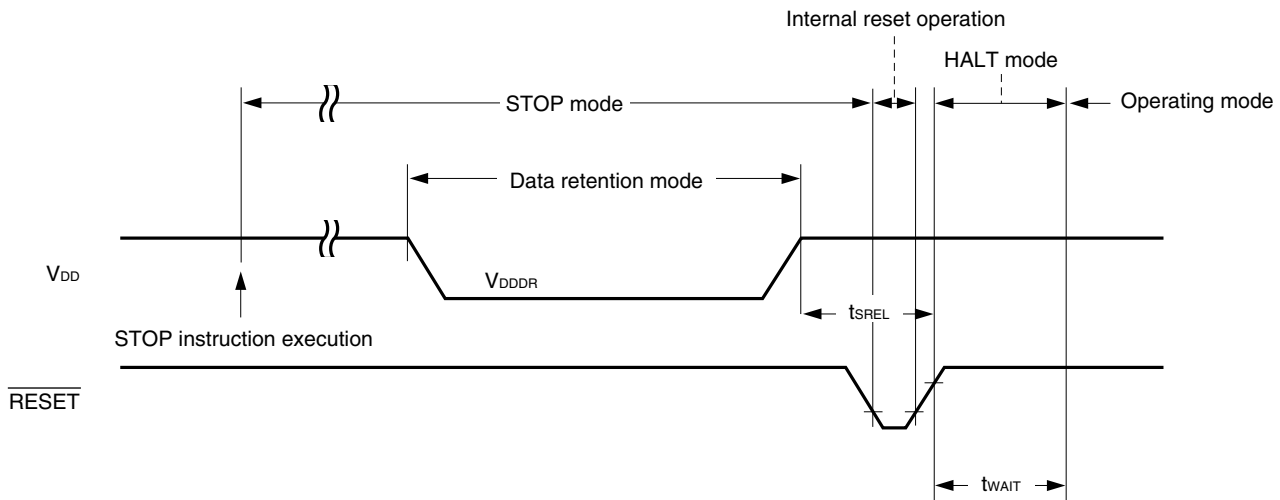 Internal reset operation
HALT mode
STOP mode
Operating mode
Data retention mode
VDD
VDDDR
STOP instruction execution
tSREL
RESET
tWAIT